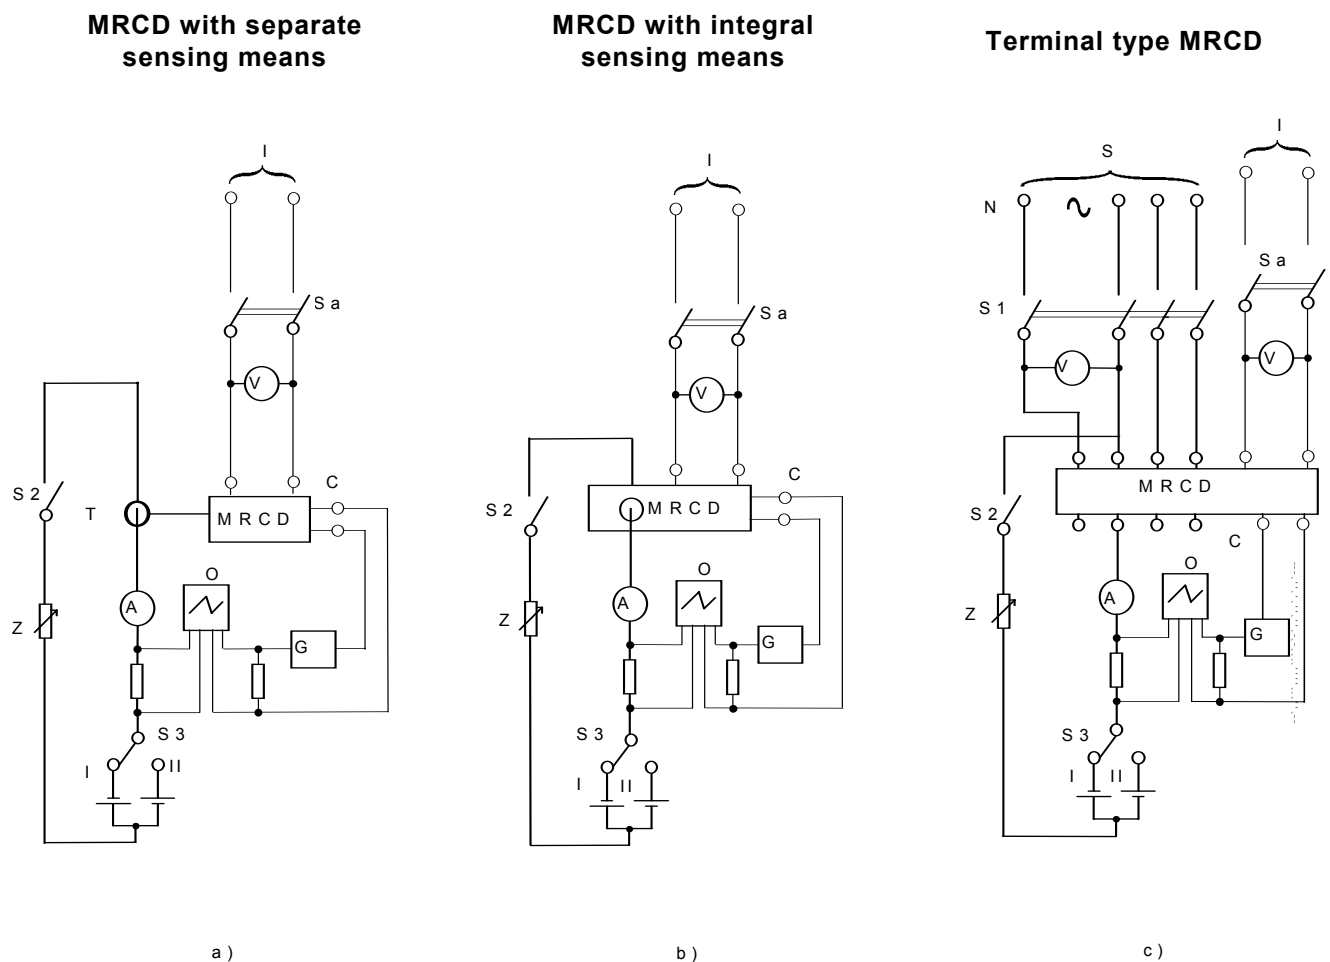 MRCD with separate
sensing means
MRCD with integral
sensing means
Terminal type MRCD
I
S a
V
S 2
T
M R C D
C
O
A
Z
G
S 3
I
II
a )
I
S a
V
C
S 2
M R C D
O
A
Z
G
S 3
I
II
b )
I
S
N
S a
S 1
V
V
M R C D
S 2
C
O
A
Z
G
S 3
I
II
c )